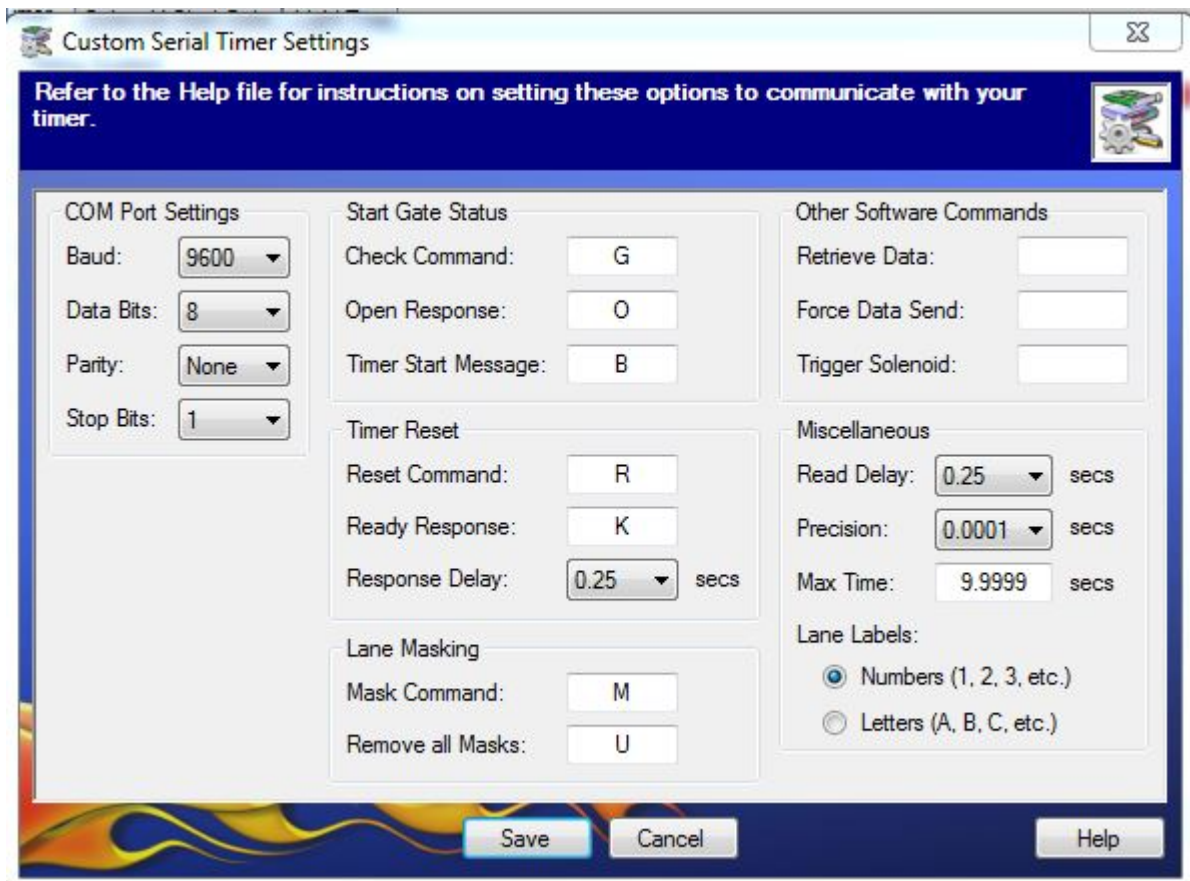 Custom Serial Timer Settings
Refer to the Help file for instructions on setting these options to communicate with your
timer.
COM Port Settings
Baud: 9600
Data Bits: 8
Parity: None
Stop Bits: 1
Start Gate Status
Check Command: G
Open Response: O
Timer Start Message: B
Timer Reset
Reset Command: R
Ready Response: K
Response Delay: 0.25 secs
Lane Masking
Mask Command: M
Remove all Masks: U
Other Software Commands
Retrieve Data:
Force Data Send:
Trigger Solenoid:
Miscellaneous
Read Delay: 0.25 secs
Precision: 0.0001 secs
Max Time: 9.9999 secs
Lane Labels:
Numbers (1, 2, 3, etc.)
Letters (A, B, C, etc.)
Save Cancel Help